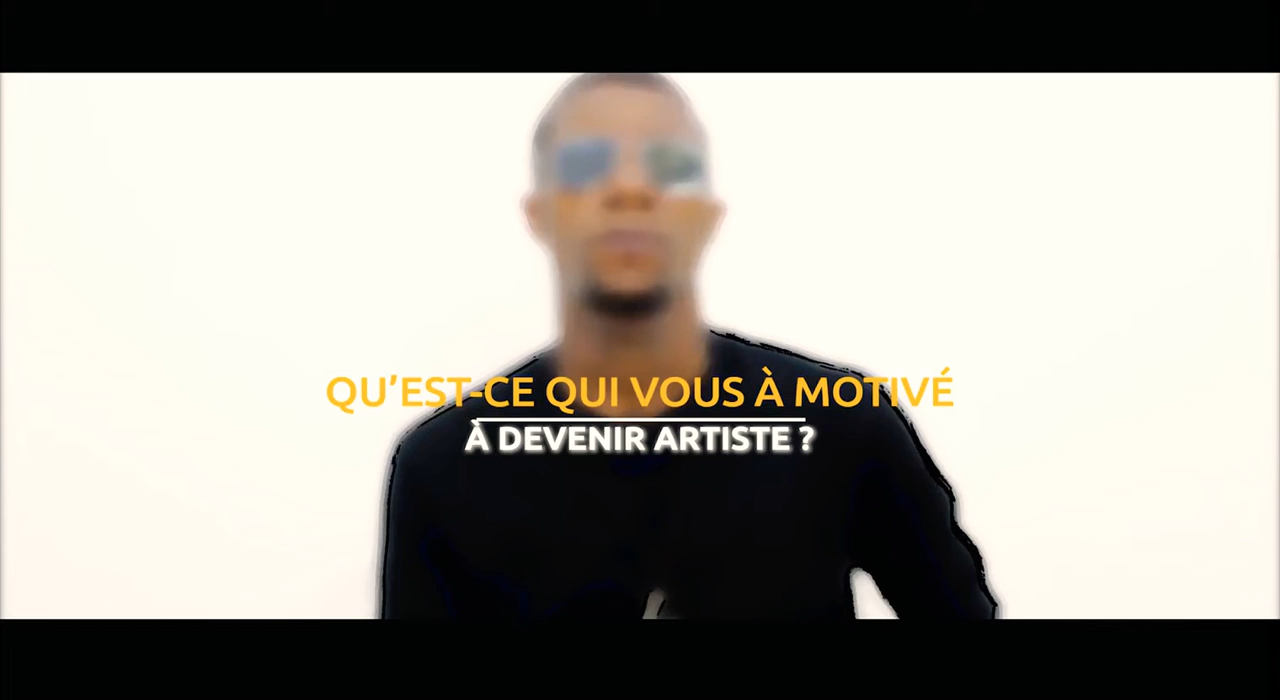 QU'EST-CE QUI VOUS À MOTIVÉ
À DEVENIR ARTISTE ?